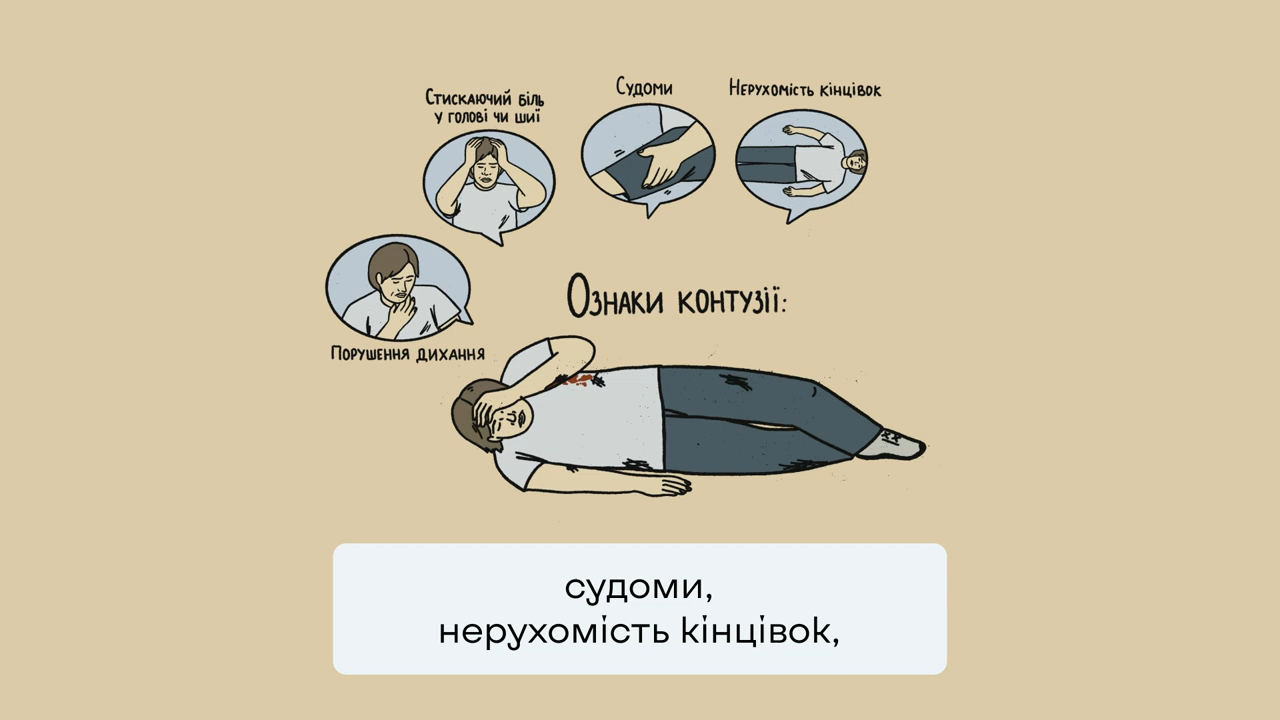 Стискаючий біль
у голові чи шиї
Судоми
Нерухомість кінцівок
Порушення дихання
Ознаки контузії:
судоми,
нерухомість кінцівок,